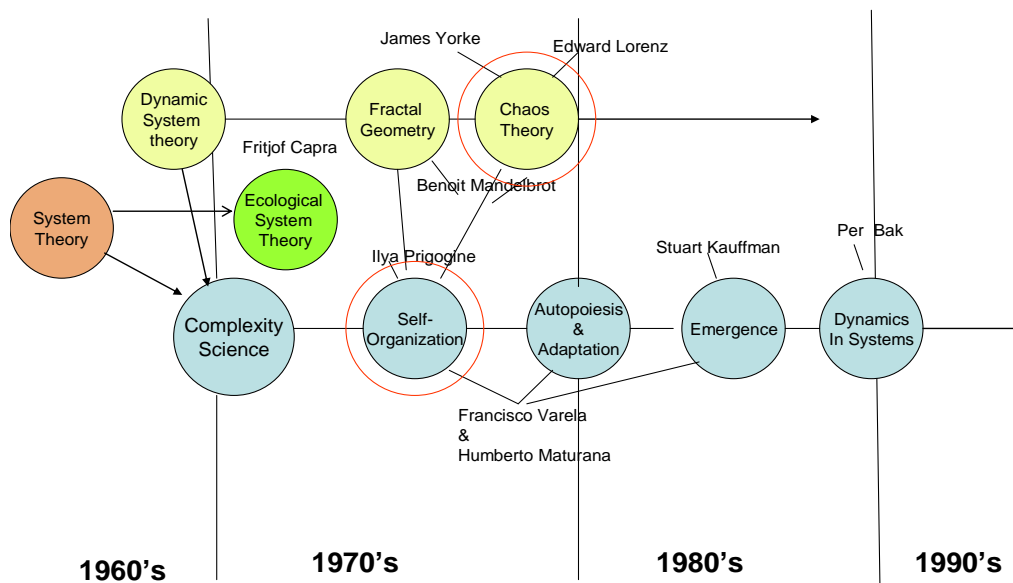 James Yorke
Edward Lorenz
Dynamic
System
theory
Fractal
Geometry
Chaos
Theory
Fritjof Capra
Benoit Mandelbrot
System
Theory
Ecological
System
Theory
Ilya Prigogine
Stuart Kauffman
Per Bak
Complexity
Science
Self-
Organization
Autopoiesis
&
Adaptation
Emergence
Dynamics
In Systems
Francisco Varela
&
Humberto Maturana
1960's
1970's
1980's
1990's